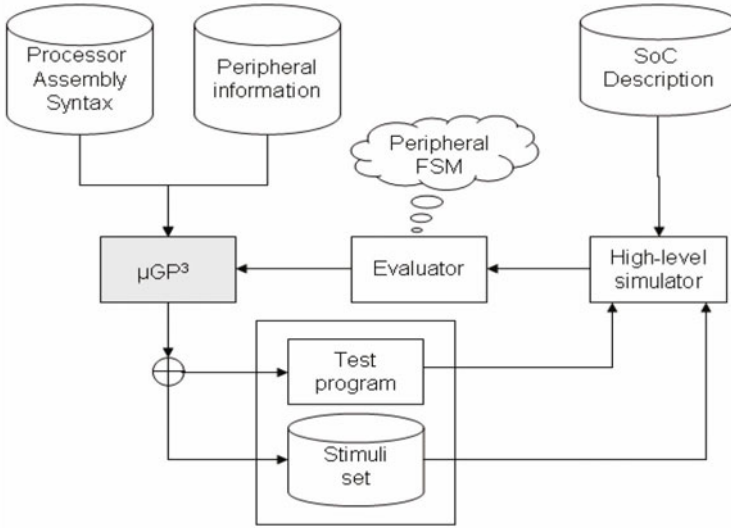 Processor
Assembly
Syntax
Peripheral
information
SoC
Description
Peripheral
FSM
µGP³
Evaluator
High-level
simulator
Test
program
Stimuli
set